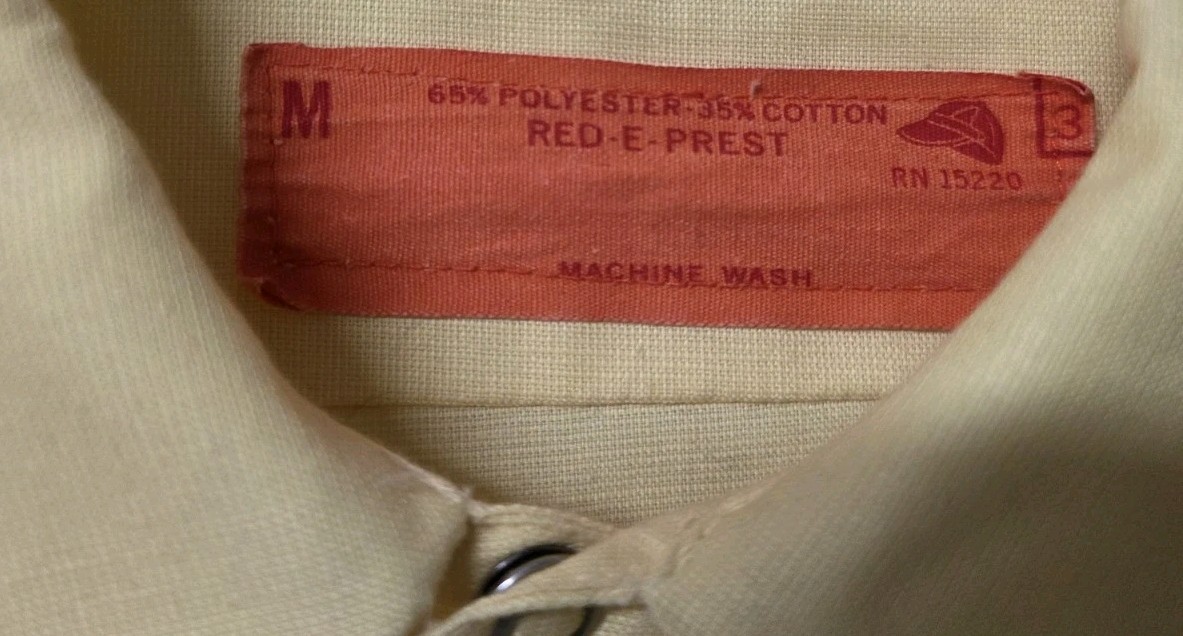 M
65% POLYESTER-35% COTTON
RED-E-PREST
3
RN 15220
MACHINE WASH